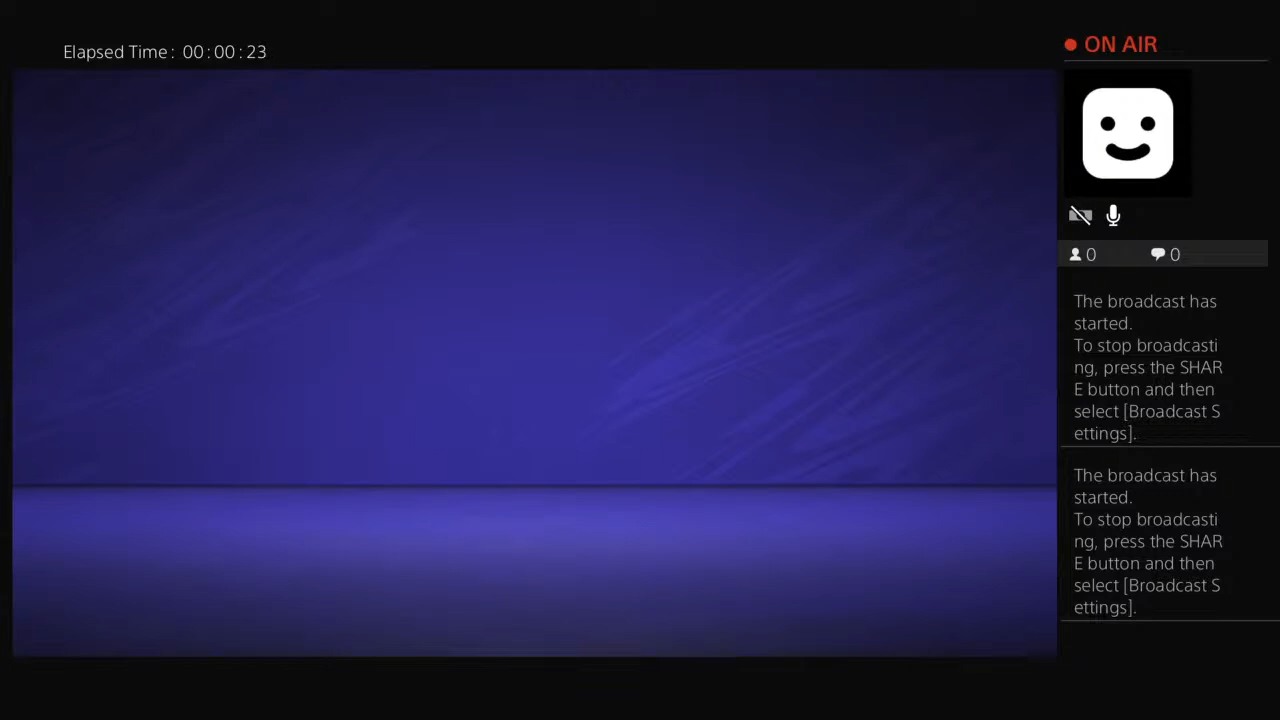 Elapsed Time: 00:00:23
ON AIR
0 0
The broadcast has
started.
To stop broadcasti
ng, press the SHAR
E button and then
select [Broadcast S
ettings].
The broadcast has
started.
To stop broadcasti
ng, press the SHAR
E button and then
select [Broadcast S
ettings].